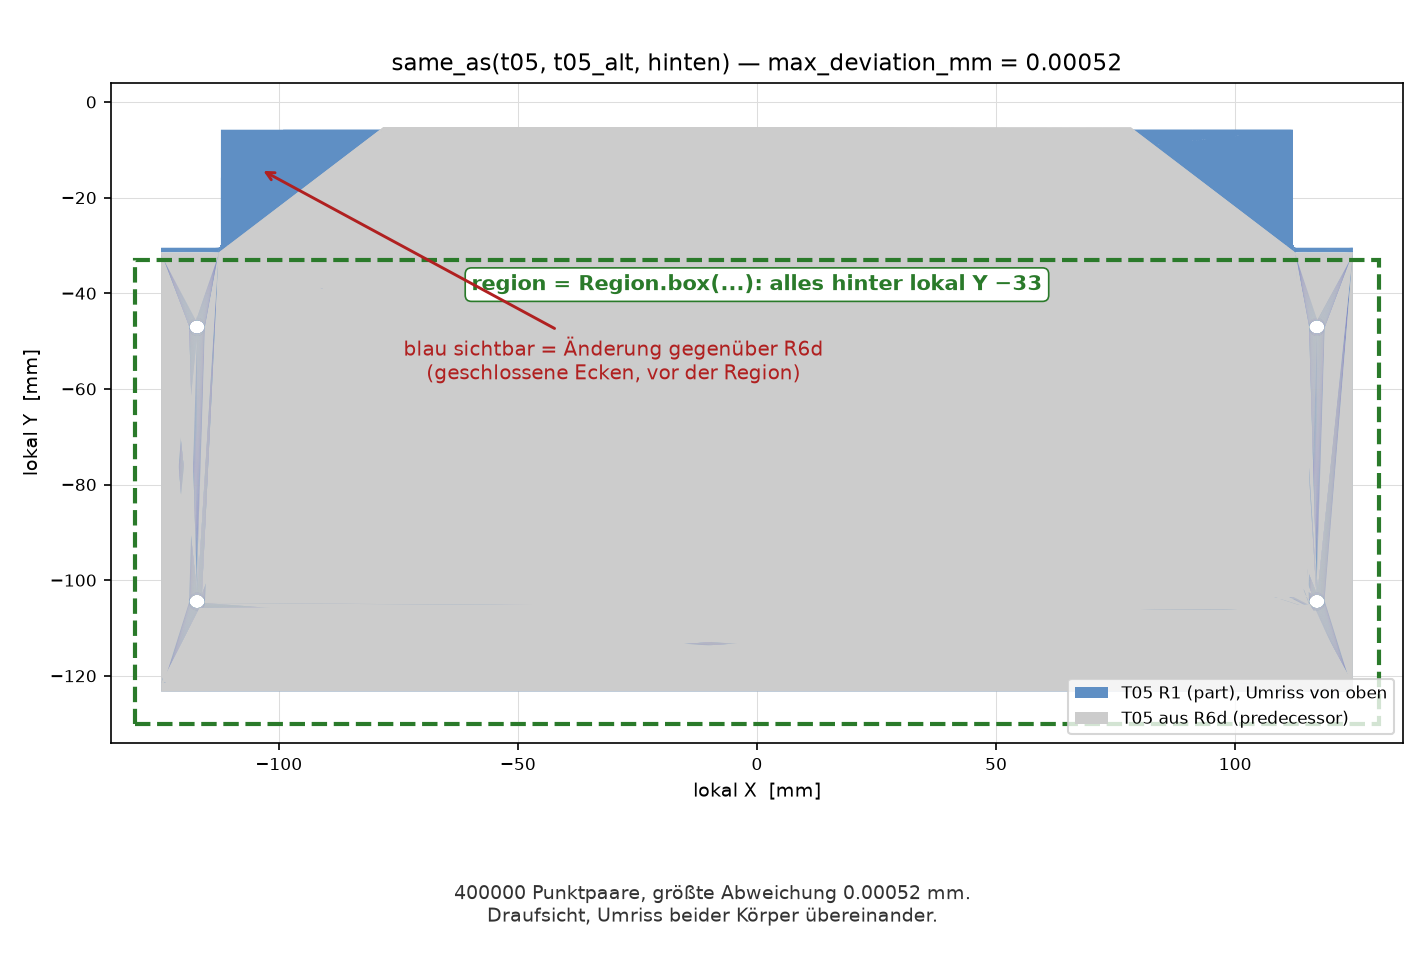 same_as(t05, t05_alt, hinten) — max_deviation_mm = 0.00052
0
−20
−40
−60
−80
−100
−120
lokal Y [mm]
region = Region.box(...): alles hinter lokal Y −33
blau sichtbar = Änderung gegenüber R6d
(geschlossene Ecken, vor der Region)
T05 R1 (part), Umriss von oben
T05 aus R6d (predecessor)
−100
−50
0
50
100
lokal X [mm]
400000 Punktpaare, größte Abweichung 0.00052 mm.
Draufsicht, Umriss beider Körper übereinander.